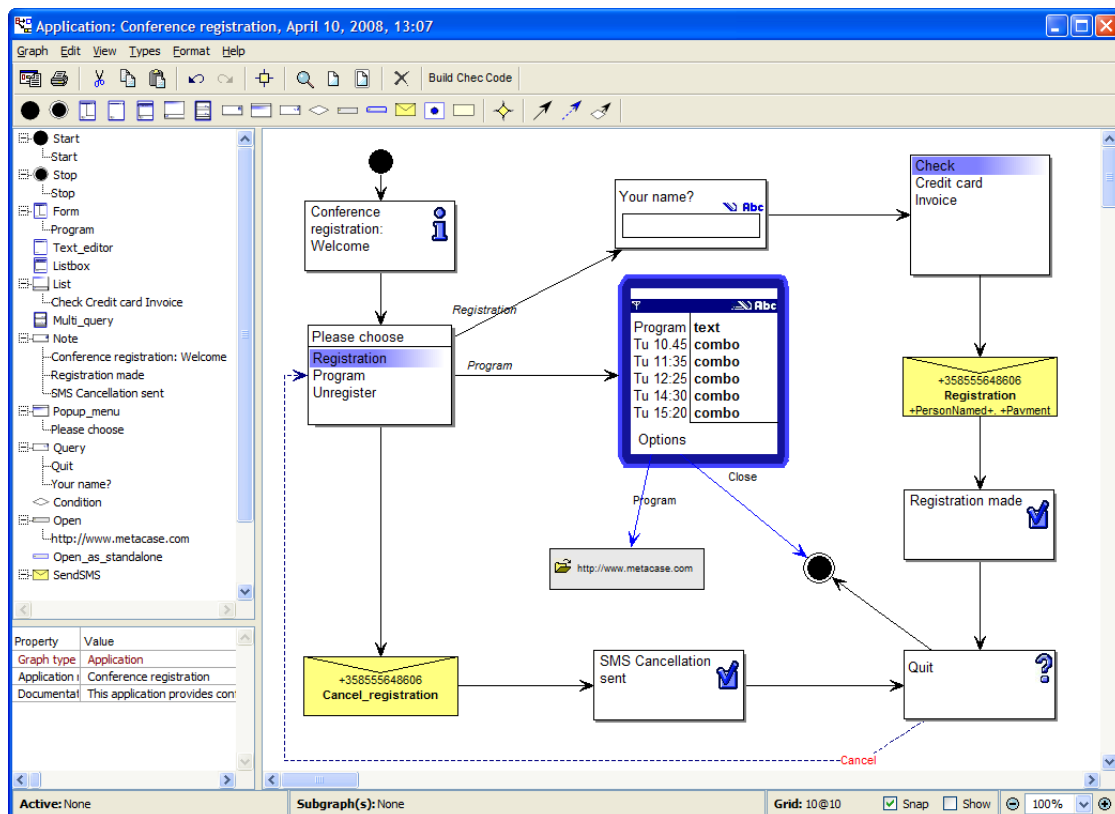 Application: Conference registration, April 10, 2008, 13:07
Graph Edit View Types Format Help
Build Chec Code
Start
Start
Stop
Stop
Form
Program
Text_editor
Listbox
List
Check Credit card Invoice
Multi_query
Note
Conference registration: Welcome
Registration made
SMS Cancellation sent
Popup_menu
Please choose
Query
Quit
Your name?
Condition
Open
http://www.metacase.com
Open_as_standalone
SendSMS
Property Value
Graph type Application
Application Conference registration
Documentat This application provides con
Conference
registration:
Welcome
Your name?
Abc
Check
Credit card
Invoice
Registration
Please choose
Registration
Program
Unregister
Program
Abc
Program text
Tu 10.45 combo
Tu 11:35 combo
Tu 12:25 combo
Tu 14:30 combo
Tu 15:20 combo
Options
+358555648606
Registration
+PersonNamed+. +Payment
Close
Program
Registration made
http://www.metacase.com
+358555648606
Cancel_registration
SMS Cancellation
sent
Quit
Cancel
Active: None Subgraph(s): None Grid: 10@10 Snap Show 100%